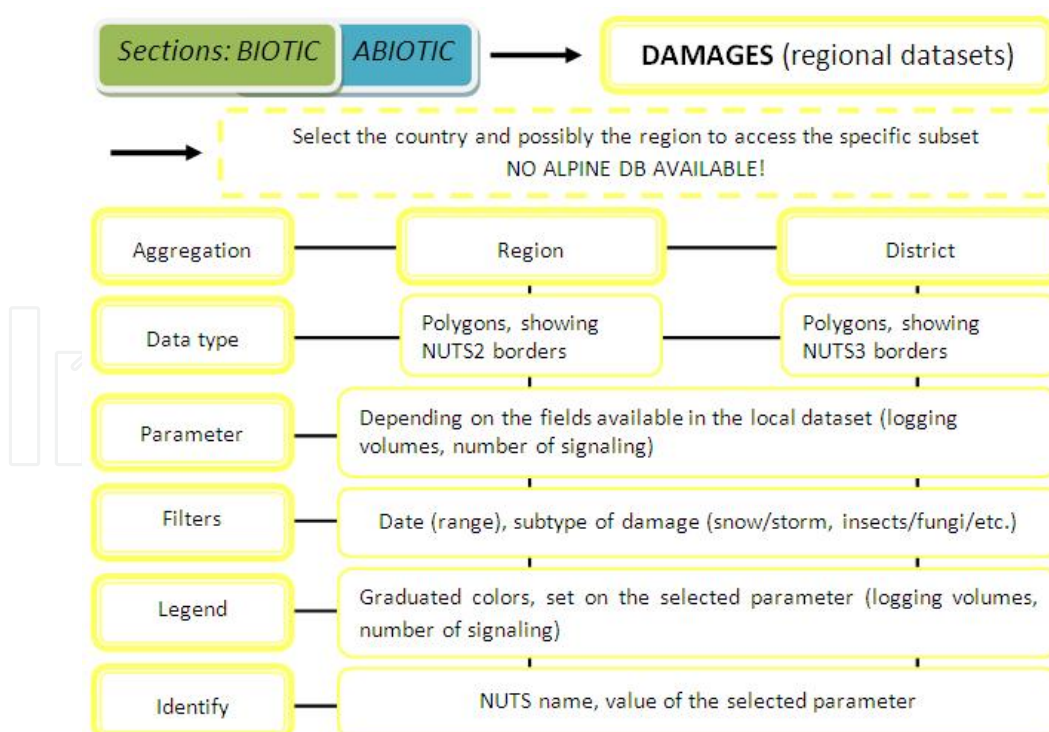 Sections: BIOTIC ABIOTIC DAMAGES (regional datasets)
Select the country and possibly the region to access the specific subset
NO ALPINE DB AVAILABLE!
Aggregation Region District
Data type
Polygons, showing
NUTS2 borders
Polygons, showing
NUTS3 borders
Parameter
Depending on the fields available in the local dataset (logging
volumes, number of signaling)
Filters
Date (range), subtype of damage (snow/storm, insects/fungi/etc.)
Legend
Graduated colors, set on the selected parameter (logging volumes,
number of signaling)
Identify
NUTS name, value of the selected parameter